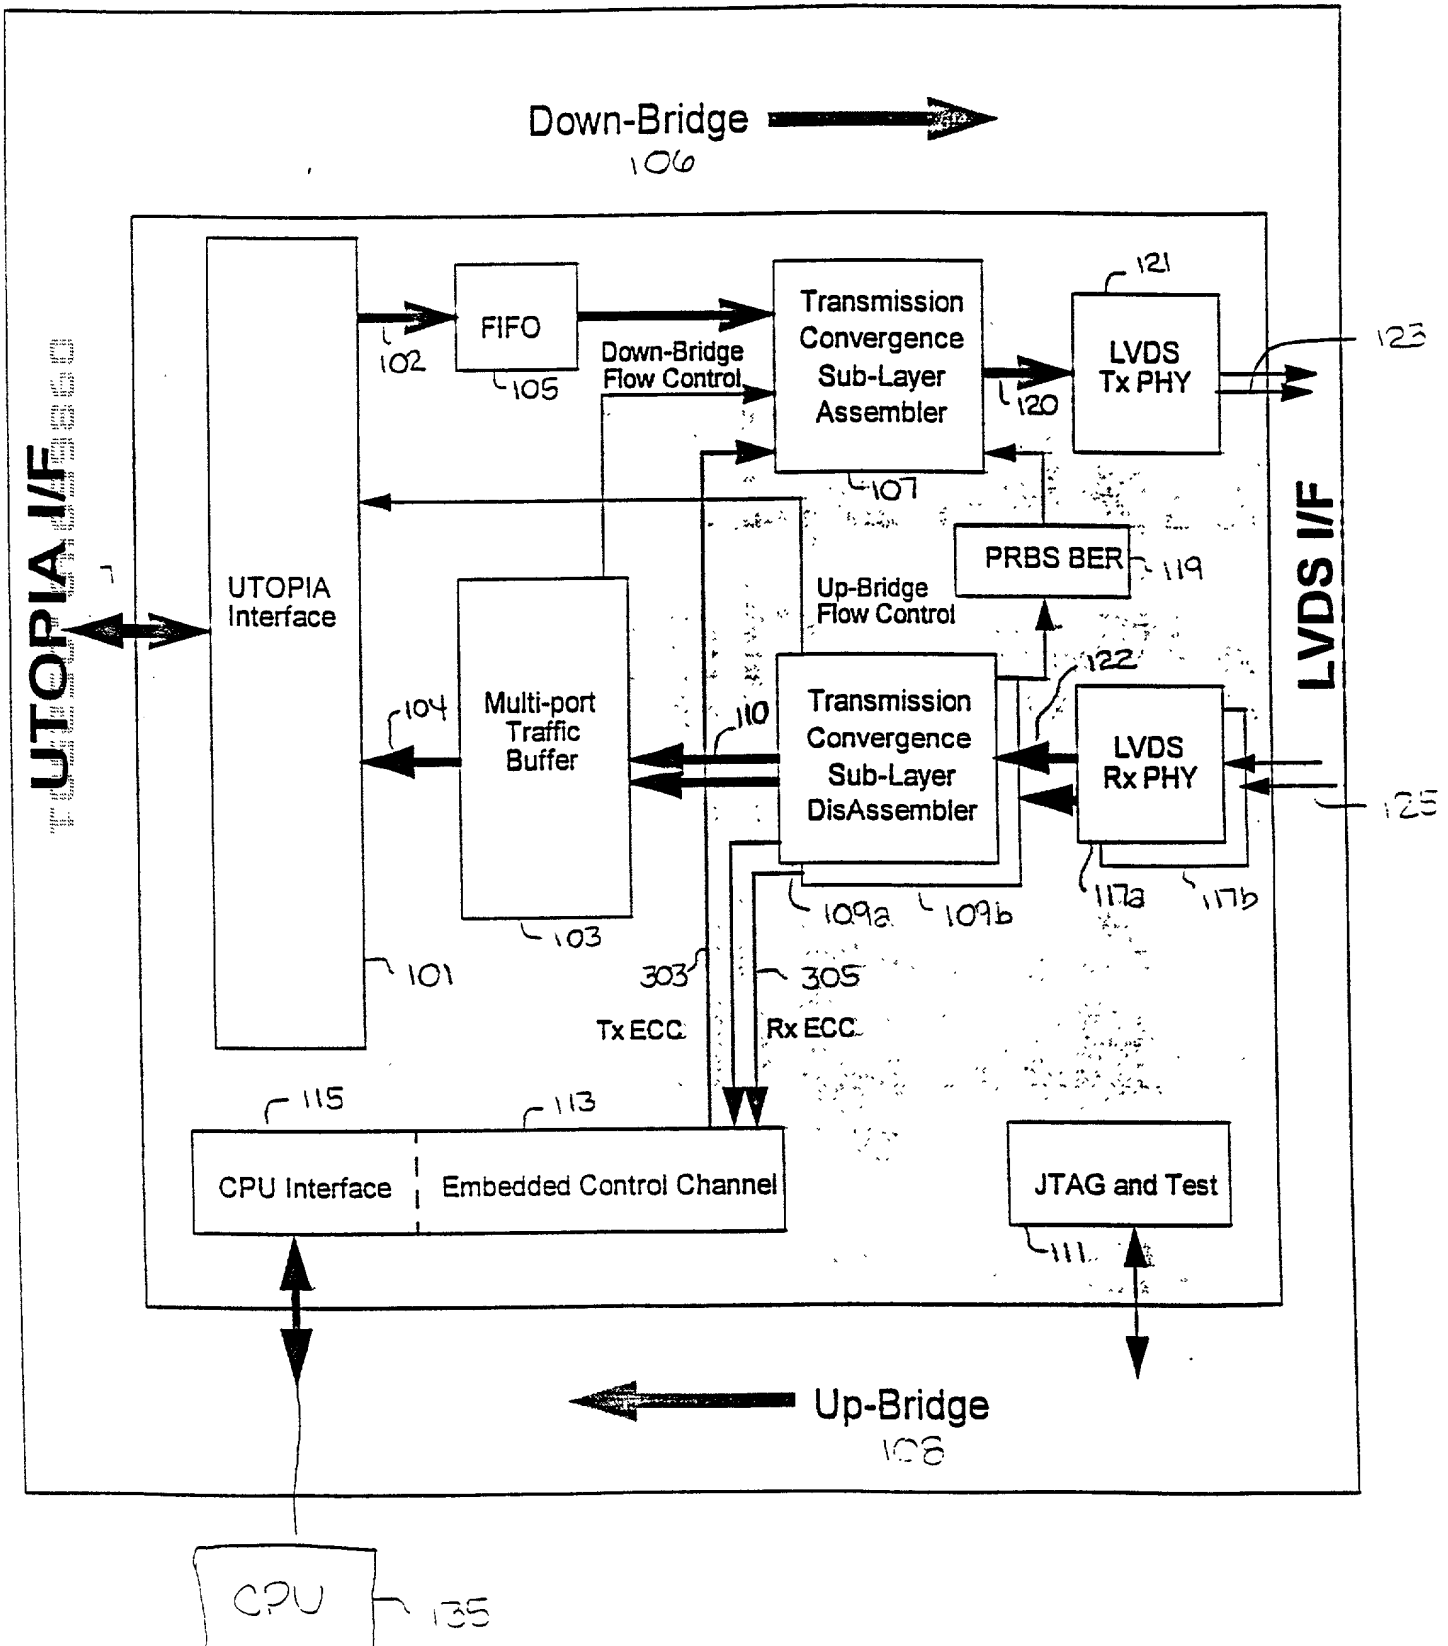 Down-Bridge
106
UTOPIA I/F
LVDS I/F
UTOPIA
Interface
101
102
FIFO
105
Down-Bridge
Flow Control
Transmission
Convergence
Sub-Layer
Assembler
107
120
121
LVDS
Tx PHY
123
PRBS BER
119
Up-Bridge
Flow Control
104
Multi-port
Traffic
Buffer
103
110
Transmission
Convergence
Sub-Layer
DisAssembler
109a
109b
122
LVDS
Rx PHY
117a
117b
125
303
305
Tx ECC
Rx ECC
115
113
CPU Interface
Embedded Control Channel
JTAG and Test
111
Up-Bridge
108
CPU
135